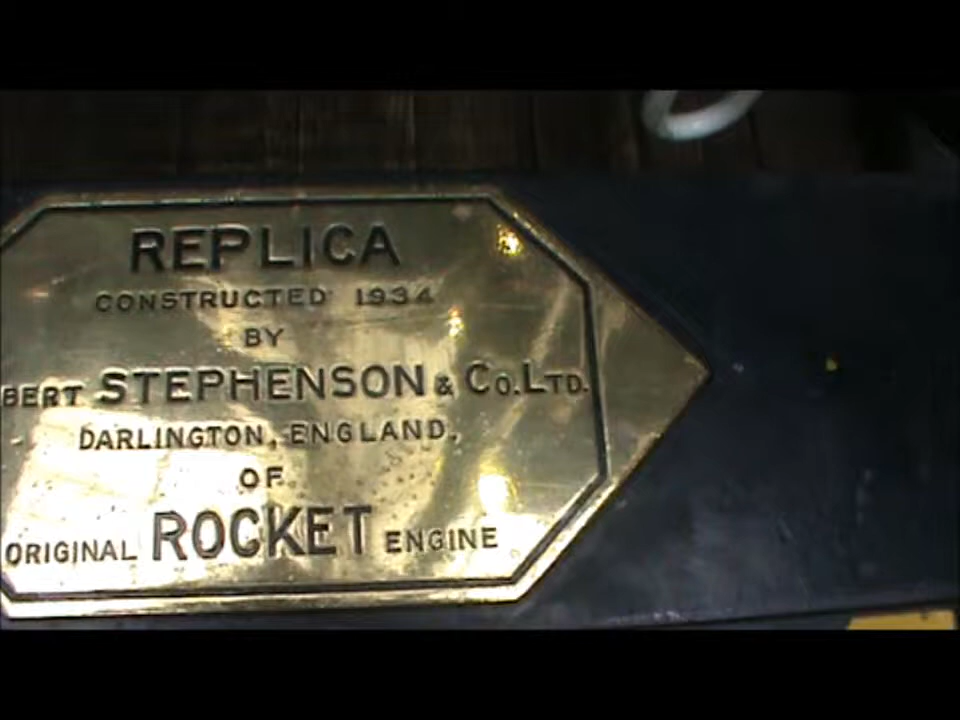 REPLICA
CONSTRUCTED 1934
BY
BERT STEPHENSON & Co. LTD.
DARLINGTON, ENGLAND,
OF
ORIGINAL ROCKET ENGINE